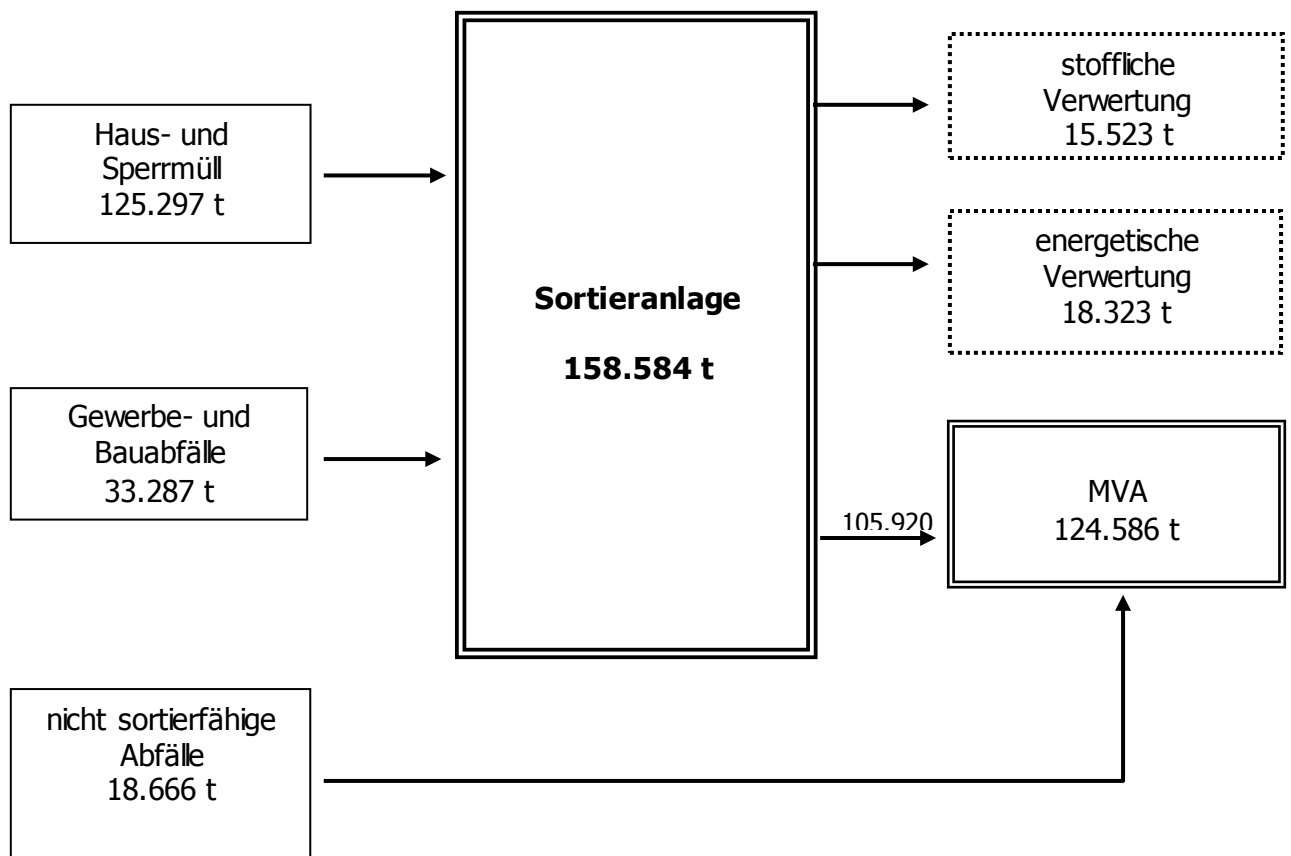 Haus- und
Sperrmüll
125.297 t
Gewerbe- und
Bauabfälle
33.287 t
nicht sortierfähige
Abfälle
18.666 t
Sortieranlage
158.584 t
stoffliche
Verwertung
15.523 t
energetische
Verwertung
18.323 t
105.920
MVA
124.586 t